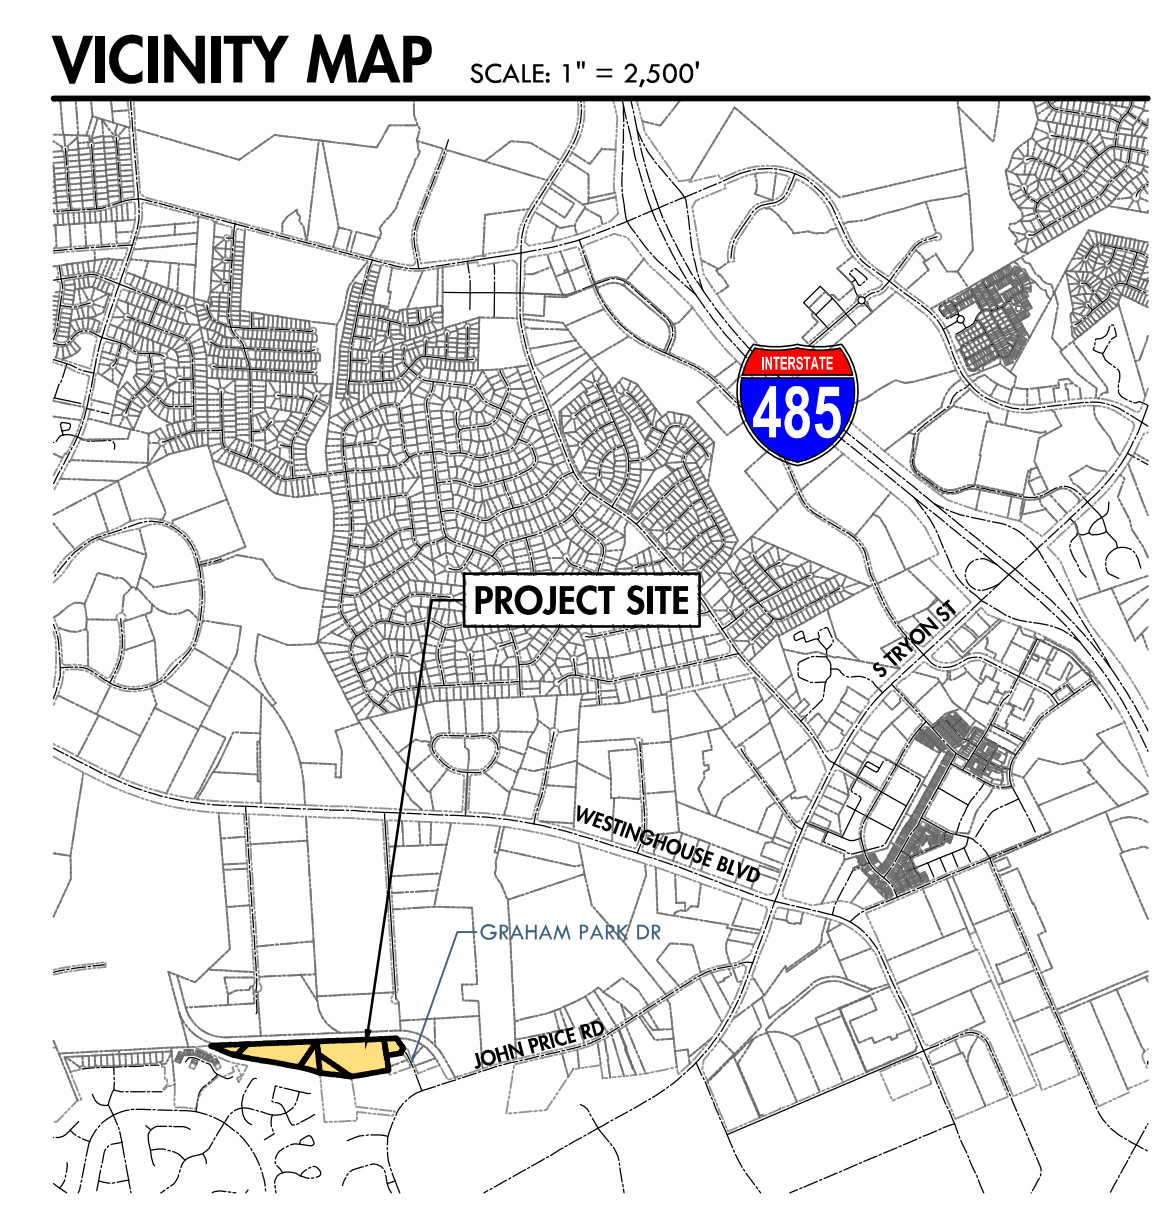 VICINITY MAP SCALE: 1" = 2,500'
INTERSTATE
485
PROJECT SITE
S TRYON ST
WESTINGHOUSE BLVD
GRAHAM PARK DR
JOHN PRICE RD